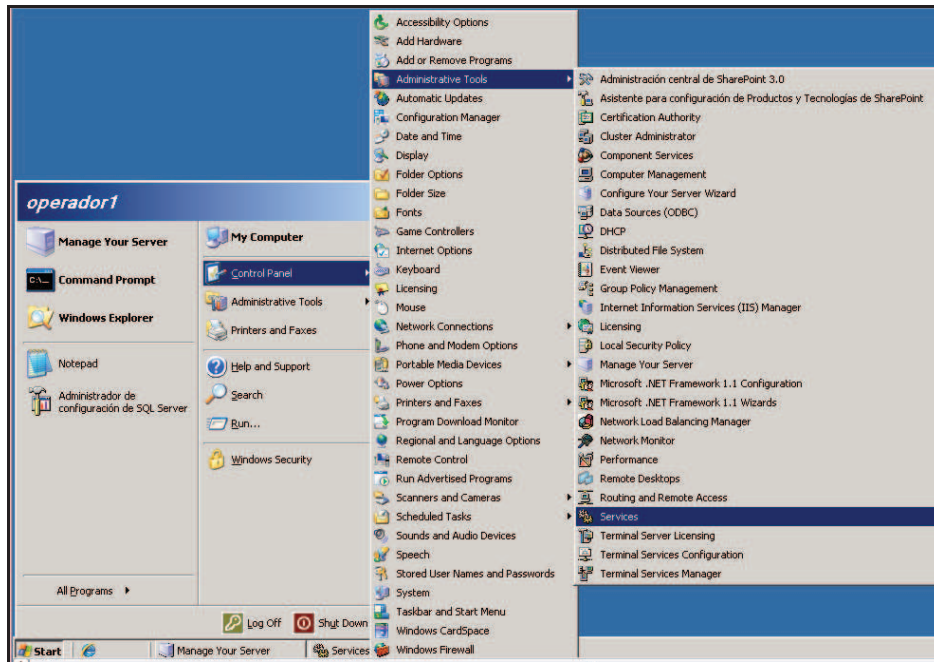 operador1
Manage Your Server
Command Prompt
Windows Explorer
Notepad
Administrador de
configuración de SQL Server
All Programs
My Computer
Control Panel
Administrative Tools
Printers and Faxes
Help and Support
Search
Run...
Windows Security
Log Off
Shut Down
Accessibility Options
Add Hardware
Add or Remove Programs
Administrative Tools
Automatic Updates
Configuration Manager
Date and Time
Display
Folder Options
Folder Size
Fonts
Game Controllers
Internet Options
Keyboard
Licensing
Mouse
Network Connections
Phone and Modem Options
Portable Media Devices
Power Options
Printers and Faxes
Program Download Monitor
Regional and Language Options
Remote Control
Run Advertised Programs
Scanners and Cameras
Scheduled Tasks
Sounds and Audio Devices
Speech
Stored User Names and Passwords
System
Taskbar and Start Menu
Windows CardSpace
Windows Firewall
Administración central de SharePoint 3.0
Asistente para configuración de Productos y Tecnologías de SharePoint
Certification Authority
Cluster Administrator
Component Services
Computer Management
Configure Your Server Wizard
Data Sources (ODBC)
DHCP
Distributed File System
Event Viewer
Group Policy Management
Internet Information Services (IIS) Manager
Licensing
Local Security Policy
Manage Your Server
Microsoft .NET Framework 1.1 Configuration
Microsoft .NET Framework 1.1 Wizards
Network Load Balancing Manager
Network Monitor
Performance
Remote Desktops
Routing and Remote Access
Services
Terminal Server Licensing
Terminal Services Configuration
Terminal Services Manager
Start
Manage Your Server
Services